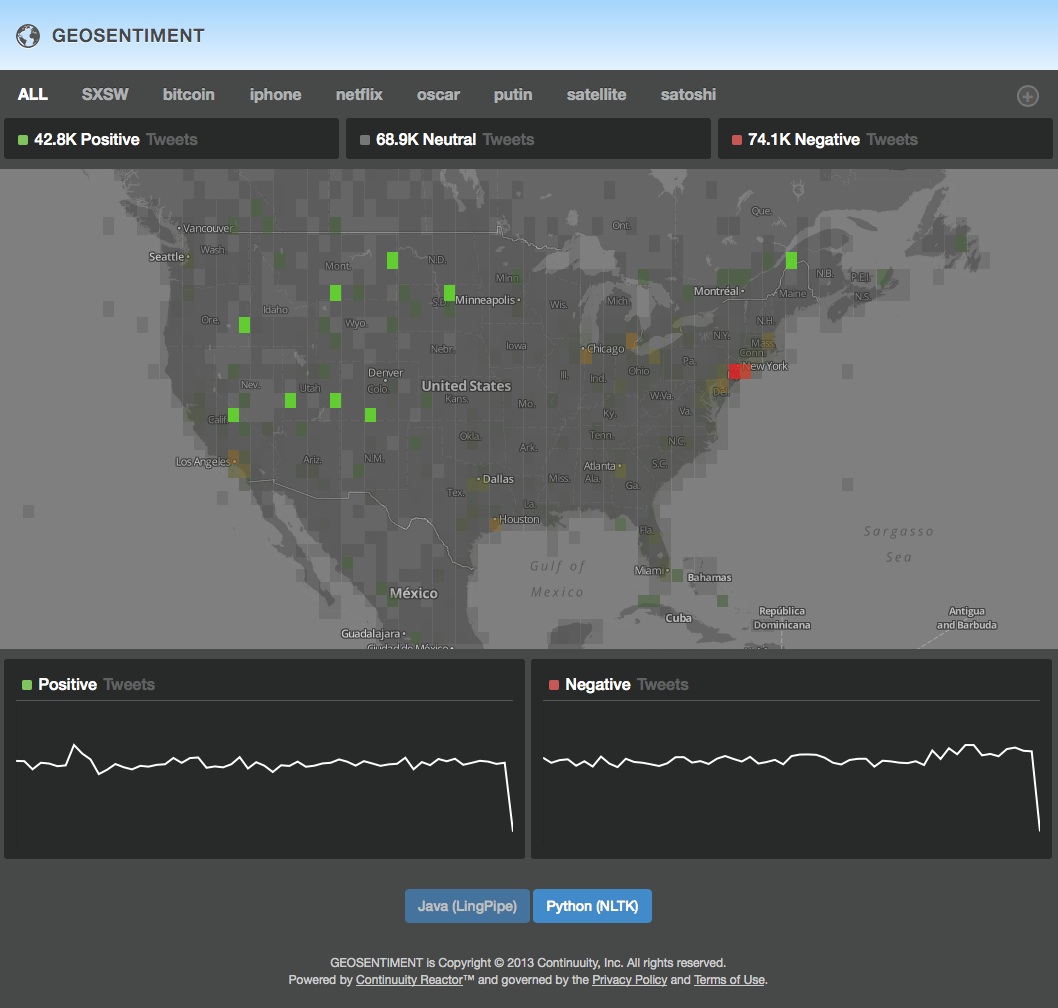 GEOSENTIMENT
ALL SXSW bitcoin iphone netflix oscar putin satellite satoshi
42.8K Positive Tweets
68.9K Neutral Tweets
74.1K Negative Tweets
Que.
Ont.
Vancouver
Wash.
Seattle
Mont.
N.D.
Minn.
N.B.
P.E.I.
N.S.
Montréal
Maine
S.D.
Minneapolis
Wis.
Mich.
Idaho
Ore.
Wyo.
N.H.
N.Y.
Mass.
Conn.
Nebr.
Iowa
Chicago
Pa.
New York
Ohio
Ill.
Ind.
Denver
Colo.
Nev.
Utah
United States
Kans.
Mo.
W.Va.
Va.
Del.
Ky.
Calif.
Okla.
Tenn.
N.C.
Ark.
Los Angeles
Ariz.
N.M.
Atlanta
S.C.
Dallas
Miss.
Ala.
Ga.
Tex.
La.
Houston
Fla.
Sargasso
Sea
Gulf of
Mexico
Miami
Bahamas
México
Cuba
República
Dominicana
Antigua
and Barbuda
Guadalajara
Ciudad de México
Positive Tweets
Negative Tweets
Java (LingPipe) Python (NLTK)
GEOSENTIMENT is Copyright © 2013 Continuuity, Inc. All rights reserved.
Powered by Continuuity Reactor™ and governed by the Privacy Policy and Terms of Use.